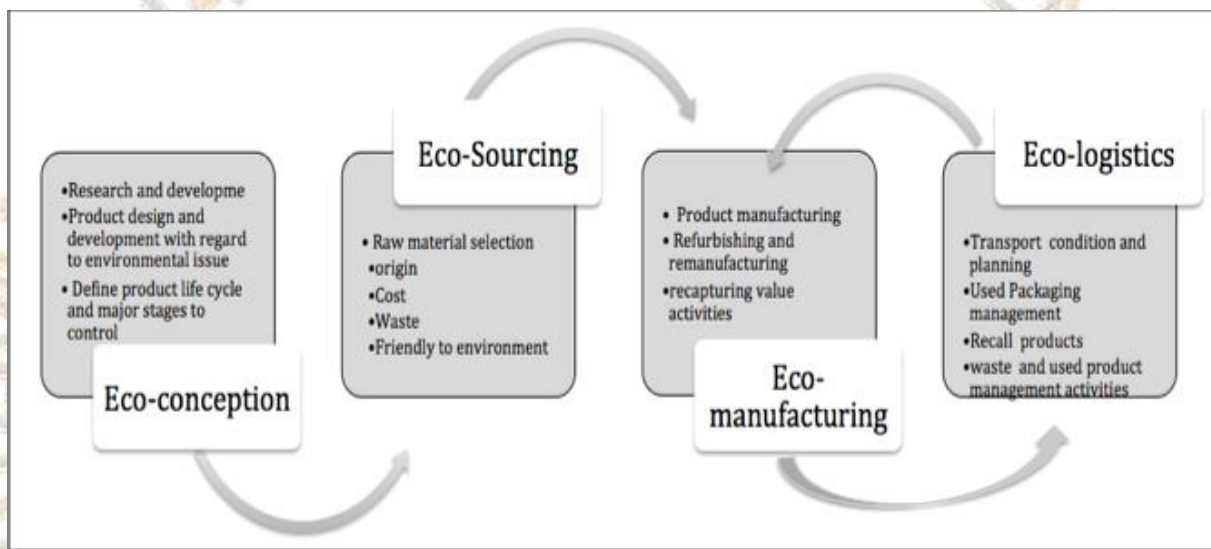 •Research and developme
•Product design and
development with regard
to environmental issue
• Define product life cycle
and major stages to
control
Eco-conception
Eco-Sourcing
• Raw material selection
•origin
•Cost
•Waste
•Friendly to environment
• Product manufacturing
• Refurbishing and
remanufacturing
•recapturing value
activities
Eco-
manufacturing
Eco-logistics
•Transport condition and
planning
•Used Packaging
management
•Recall products
•waste and used product
management activities